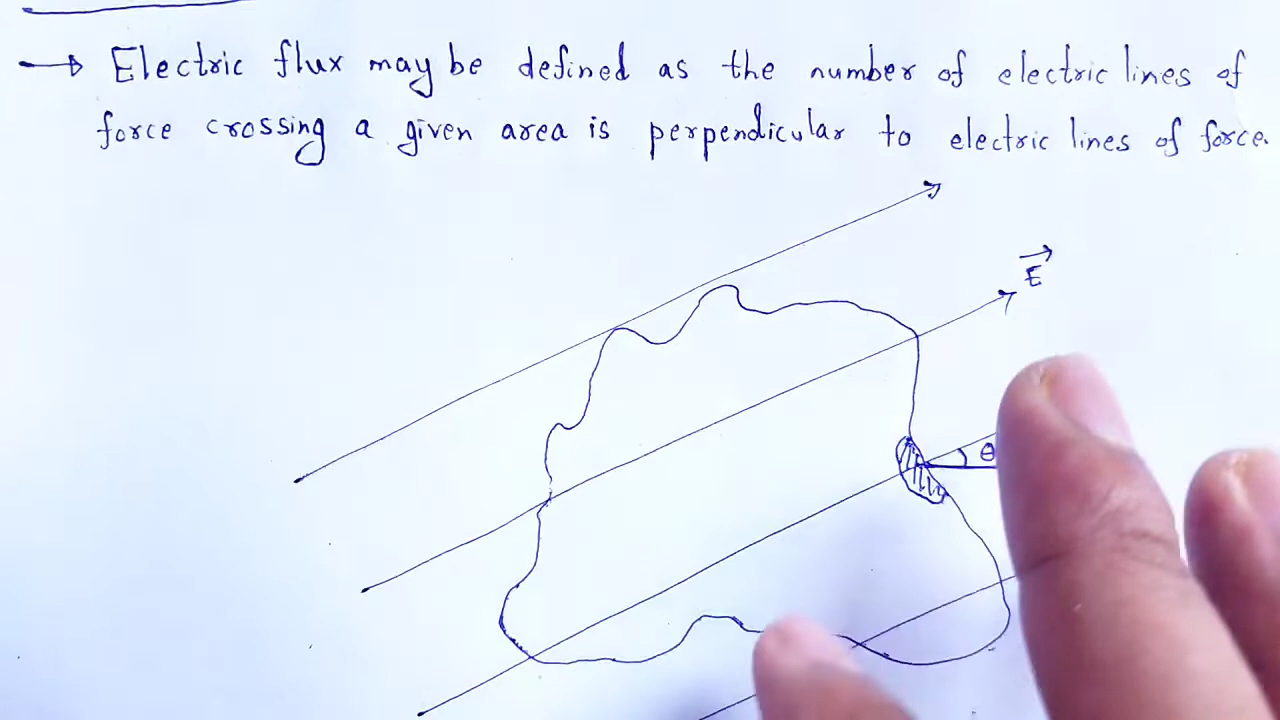 → Electric flux may be defined as the number of electric lines of
force crossing a given area is perpendicular to electric lines of force.
E
θ